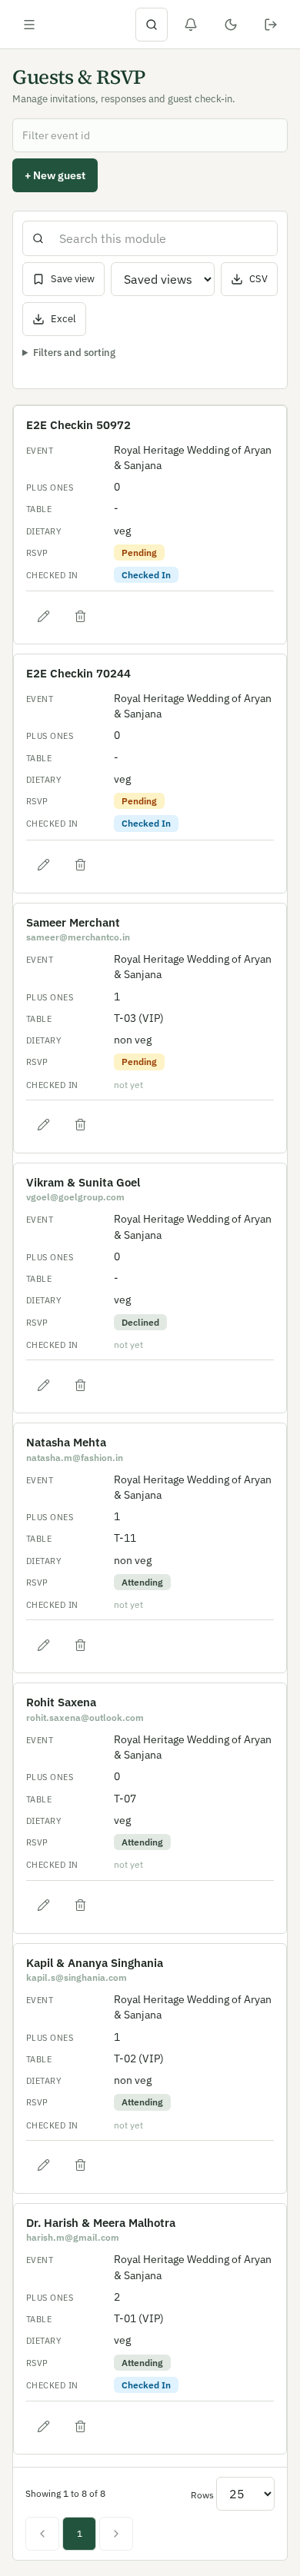 Guests & RSVP
Manage invitations, responses and guest check-in.
Filter event id
+ New guest
Search this module
Save view
Saved views
CSV
Excel
Filters and sorting
E2E Checkin 50972
EVENT Royal Heritage Wedding of Aryan
& Sanjana
PLUS ONES 0
TABLE -
DIETARY veg
RSVP Pending
CHECKED IN Checked In
E2E Checkin 70244
EVENT Royal Heritage Wedding of Aryan
& Sanjana
PLUS ONES 0
TABLE -
DIETARY veg
RSVP Pending
CHECKED IN Checked In
Sameer Merchant
sameer@merchantco.in
EVENT Royal Heritage Wedding of Aryan
& Sanjana
PLUS ONES 1
TABLE T-03 (VIP)
DIETARY non veg
RSVP Pending
CHECKED IN not yet
Vikram & Sunita Goel
vgoel@goelgroup.com
EVENT Royal Heritage Wedding of Aryan
& Sanjana
PLUS ONES 0
TABLE -
DIETARY veg
RSVP Declined
CHECKED IN not yet
Natasha Mehta
natasha.m@fashion.in
EVENT Royal Heritage Wedding of Aryan
& Sanjana
PLUS ONES 1
TABLE T-11
DIETARY non veg
RSVP Attending
CHECKED IN not yet
Rohit Saxena
rohit.saxena@outlook.com
EVENT Royal Heritage Wedding of Aryan
& Sanjana
PLUS ONES 0
TABLE T-07
DIETARY veg
RSVP Attending
CHECKED IN not yet
Kapil & Ananya Singhania
kapil.s@singhania.com
EVENT Royal Heritage Wedding of Aryan
& Sanjana
PLUS ONES 1
TABLE T-02 (VIP)
DIETARY non veg
RSVP Attending
CHECKED IN not yet
Dr. Harish & Meera Malhotra
harish.m@gmail.com
EVENT Royal Heritage Wedding of Aryan
& Sanjana
PLUS ONES 2
TABLE T-01 (VIP)
DIETARY veg
RSVP Attending
CHECKED IN Checked In
Showing 1 to 8 of 8
Rows 25
1